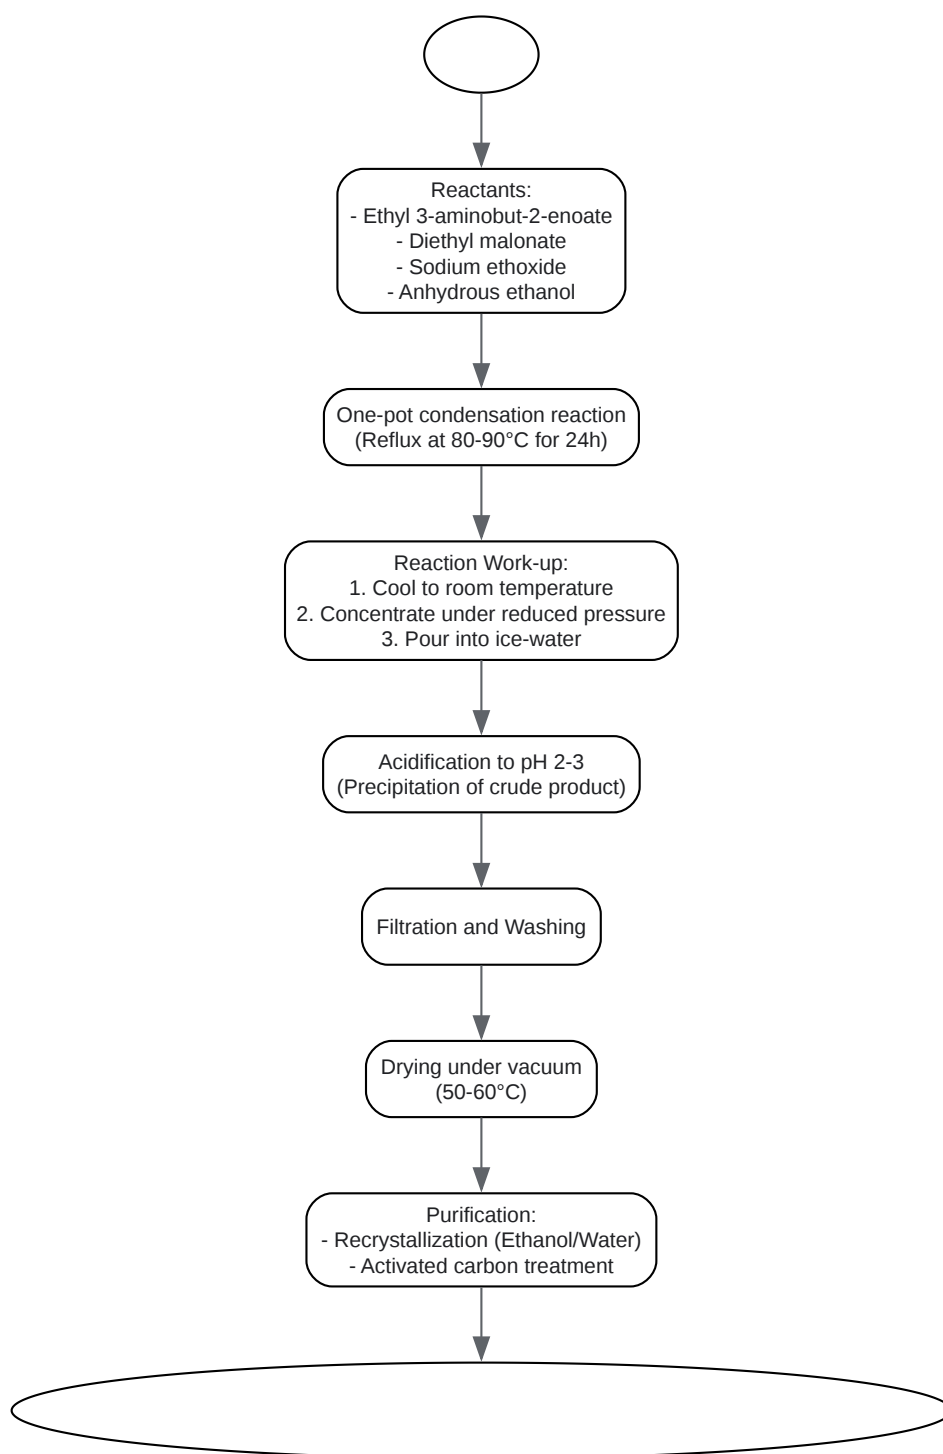 Reactants:
- Ethyl 3-aminobut-2-enoate
- Diethyl malonate
- Sodium ethoxide
- Anhydrous ethanol
One-pot condensation reaction
(Reflux at 80-90°C for 24h)
Reaction Work-up:
1. Cool to room temperature
2. Concentrate under reduced pressure
3. Pour into ice-water
Acidification to pH 2-3
(Precipitation of crude product)
Filtration and Washing
Drying under vacuum
(50-60°C)
Purification:
- Recrystallization (Ethanol/Water)
- Activated carbon treatment